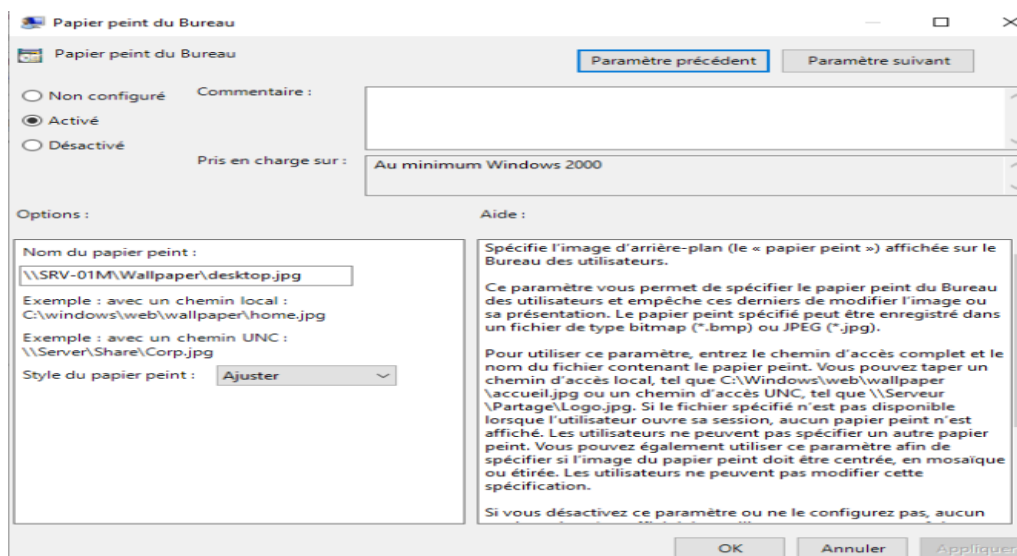 Papier peint du Bureau
Papier peint du Bureau
Paramètre précédent
Paramètre suivant
Non configuré
Activé
Désactivé
Commentaire :
Pris en charge sur :
Au minimum Windows 2000
Options :
Aide :
Nom du papier peint :
\\SRV-01M\Wallpaper\desktop.jpg
Exemple : avec un chemin local :
C:\windows\web\wallpaper\home.jpg
Exemple : avec un chemin UNC :
\\Server\Share\Corp.jpg
Style du papier peint :
Ajuster
Spécifie l'image d'arrière-plan (le « papier peint ») affichée sur le
Bureau des utilisateurs.
Ce paramètre vous permet de spécifier le papier peint du Bureau
des utilisateurs et empêche ces derniers de modifier l'image ou
sa présentation. Le papier peint spécifié peut être enregistré dans
un fichier de type bitmap (*.bmp) ou JPEG (*.jpg).
Pour utiliser ce paramètre, entrez le chemin d'accès complet et le
nom du fichier contenant le papier peint. Vous pouvez taper un
chemin d'accès local, tel que C:\Windows\web\wallpaper
\accueil.jpg ou un chemin d'accès UNC, tel que \\Serveur
\Partage\Logo.jpg. Si le fichier spécifié n'est pas disponible
lorsque l'utilisateur ouvre sa session, aucun papier peint n'est
affiché. Les utilisateurs ne peuvent pas spécifier un autre papier
peint. Vous pouvez également utiliser ce paramètre afin de
spécifier si l'image du papier peint doit être centrée, en mosaïque
ou étirée. Les utilisateurs ne peuvent pas modifier cette
spécification.
Si vous désactivez ce paramètre ou ne le configurez pas, aucun
OK
Annuler
Appliquer